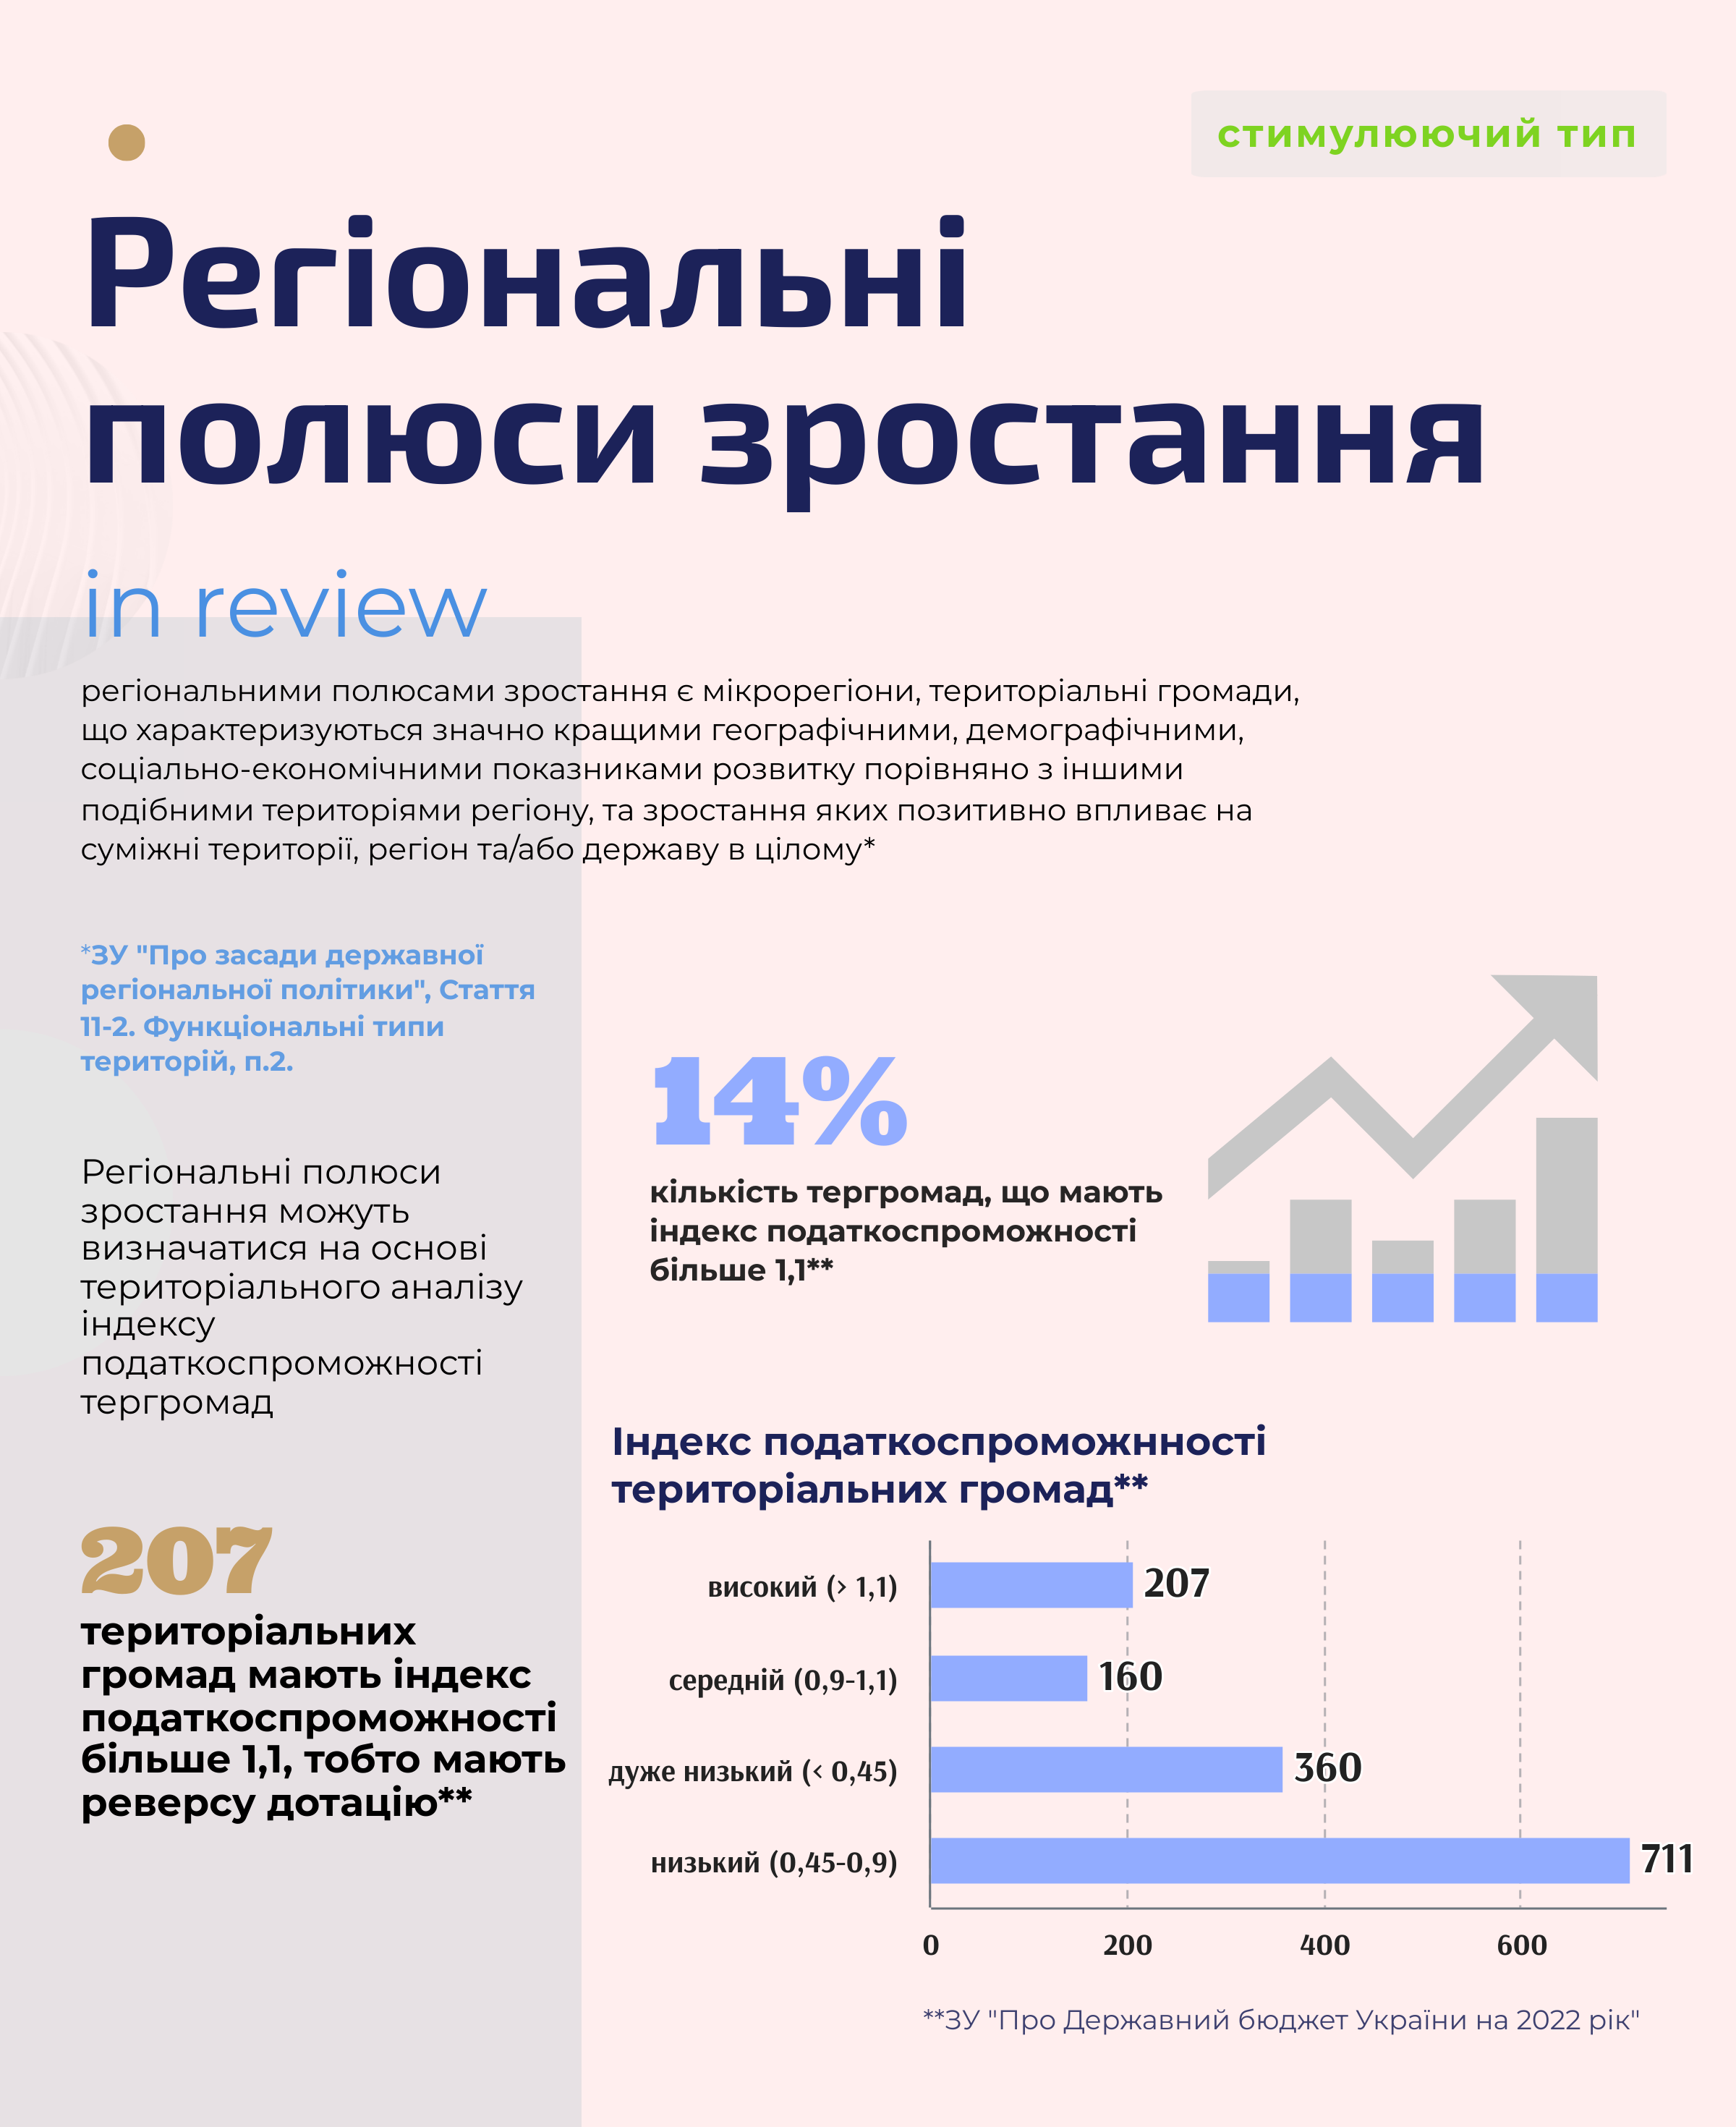 стимулюючий тип
Регіональні
полюси зростання
in review
регіональними полюсами зростання є мікрорегіони, територіальні громади,
що характеризуються значно кращими географічними, демографічними,
соціально-економічними показниками розвитку порівняно з іншими
подібними територіями регіону, та зростання яких позитивно впливає на
суміжні території, регіон та/або державу в цілому*
*ЗУ "Про засади державної
регіональної політики", Стаття
11-2. Функціональні типи
територій, п.2.
14%
кількість тергромад, що мають
індекс податкоспроможності
більше 1,1**
Регіональні полюси
зростання можуть
визначатися на основі
територіального аналізу
індексу
податкоспроможності
тергромад
207
територіальних
громад мають індекс
податкоспроможності
більше 1,1, тобто мають
реверсу дотацію**
Індекс податкоспроможнності
територіальних громад**
високий (> 1,1) 207
середній (0,9-1,1) 160
дуже низький (< 0,45) 360
низький (0,45-0,9) 711
0 200 400 600
**ЗУ "Про Державний бюджет України на 2022 рік"